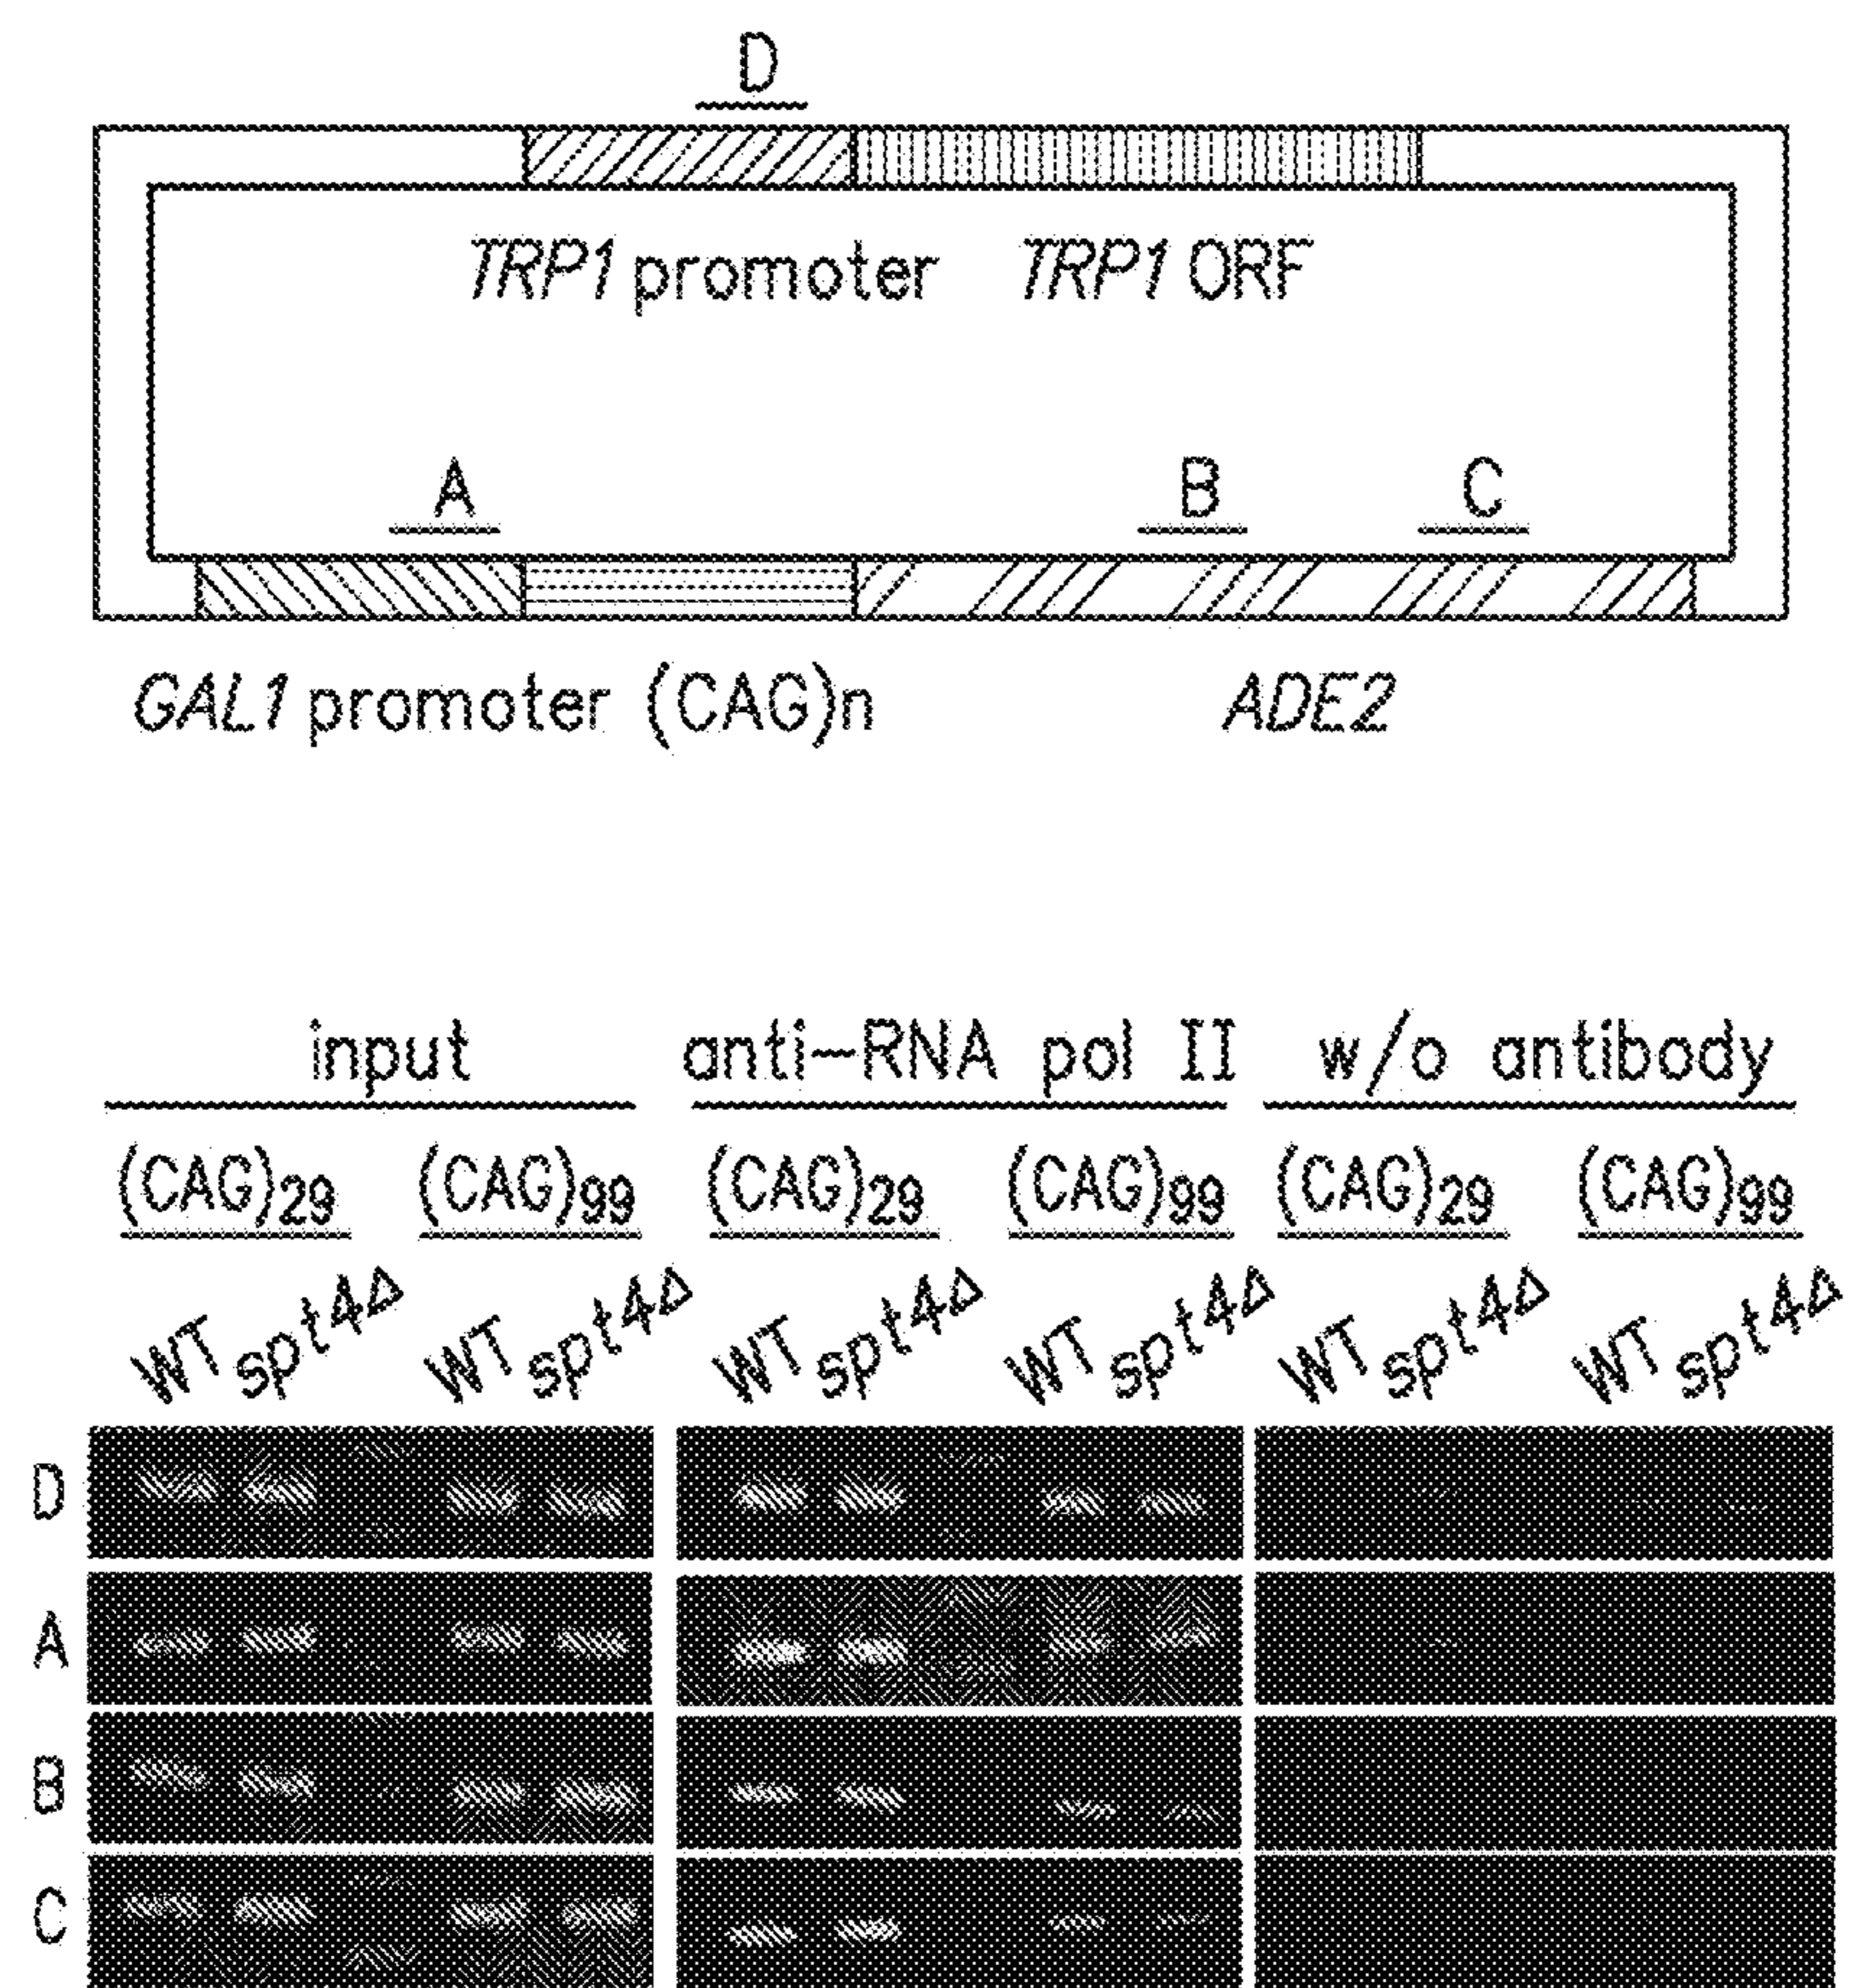 D
TRP1 promoter TRP1 ORF
A B C
GAL1 promoter (CAG)n ADE2
input anti-RNA pol II w/o antibody
(CAG)29 (CAG)99 (CAG)29 (CAG)99 (CAG)29 (CAG)99
WT spt4Δ WT spt4Δ WT spt4Δ WT spt4Δ WT spt4Δ WT spt4Δ
D
A
B
C